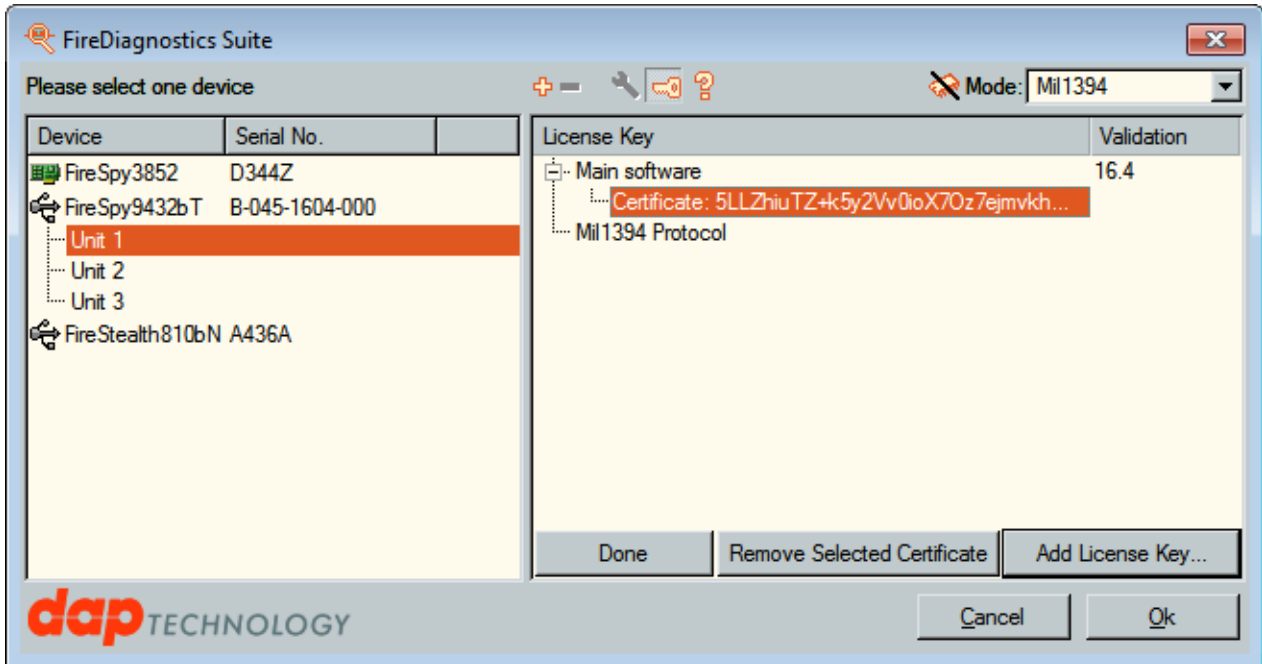 FireDiagnostics Suite
Please select one device
Mode: Mil1394
Device Serial No.
FireSpy3852 D344Z
FireSpy9432bT B-045-1604-000
Unit 1
Unit 2
Unit 3
FireStealth810bN A436A
License Key Validation
Main software 16.4
Certificate: 5LLZhiuTZ+k5y2Vv0ioX7Oz7ejmvkh...
Mil1394 Protocol
Done Remove Selected Certificate Add License Key...
dap TECHNOLOGY
Cancel Ok